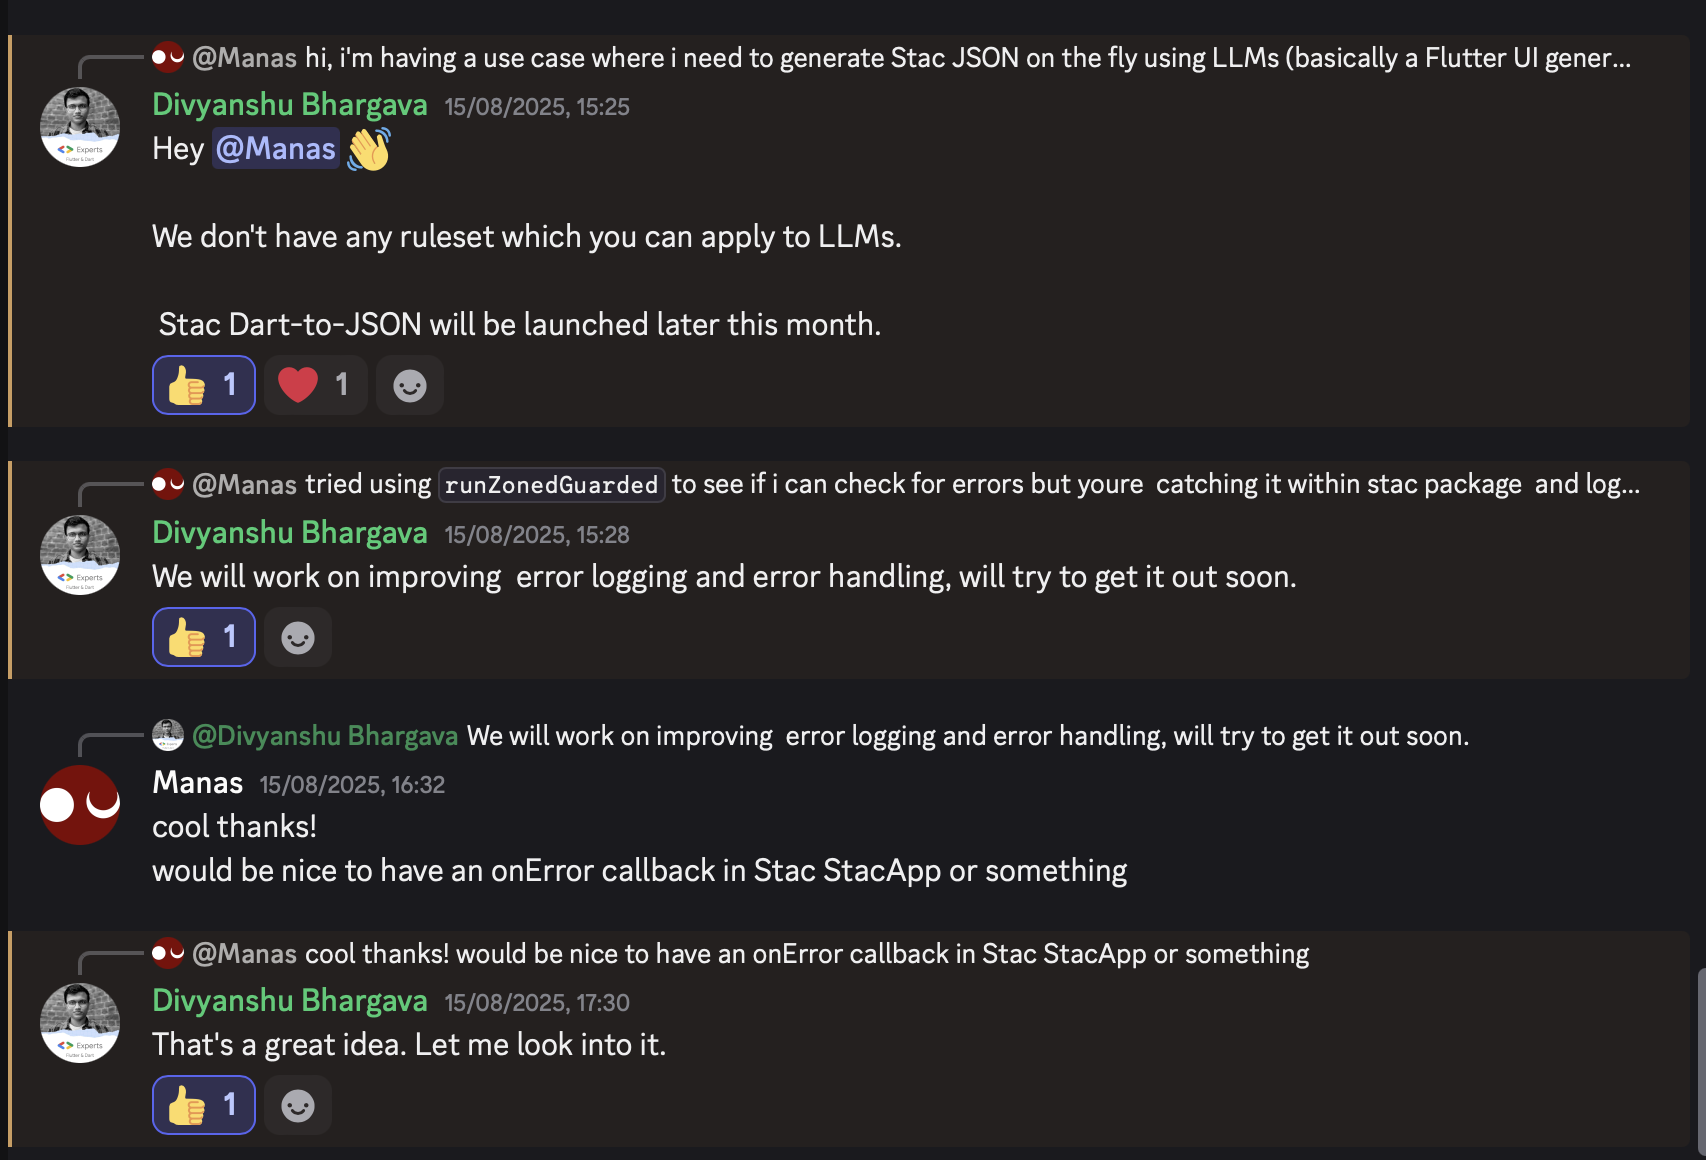 @Manas hi, i'm having a use case where i need to generate Stac JSON on the fly using LLMs (basically a Flutter UI gener...
Divyanshu Bhargava 15/08/2025, 15:25
Hey @Manas 👋
We don't have any ruleset which you can apply to LLMs.
Stac Dart-to-JSON will be launched later this month.
👍 1 ❤️ 1
@Manas tried using runZonedGuarded to see if i can check for errors but youre catching it within stac package and log...
Divyanshu Bhargava 15/08/2025, 15:28
Experts
Flutter & Dart
We will work on improving error logging and error handling, will try to get it out soon.
👍 1
@Divyanshu Bhargava We will work on improving error logging and error handling, will try to get it out soon.
Manas 15/08/2025, 16:32
cool thanks!
would be nice to have an onError callback in Stac StacApp or something
@Manas cool thanks! would be nice to have an onError callback in Stac StacApp or something
Divyanshu Bhargava 15/08/2025, 17:30
Experts
Flutter & Dart
That's a great idea. Let me look into it.
👍 1